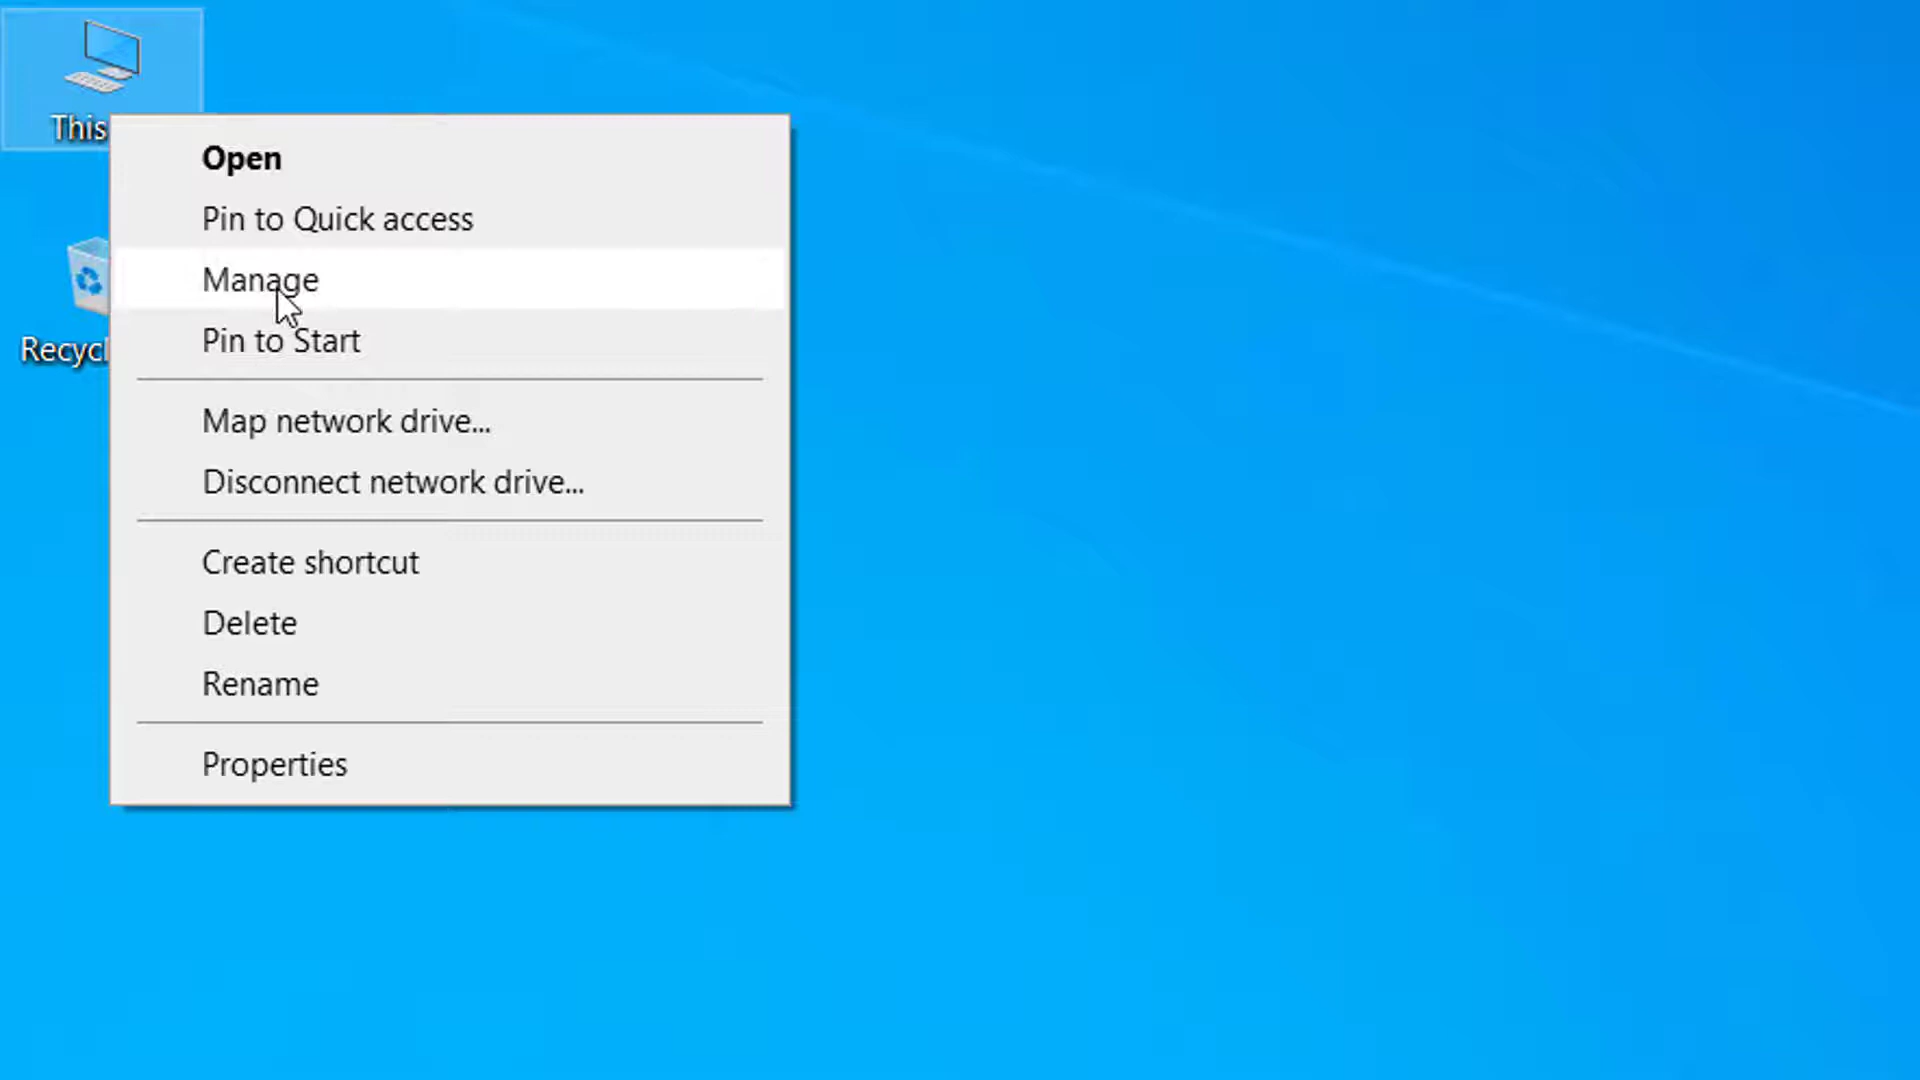 This
Open
Pin to Quick access
Manage
Pin to Start
Recycl
Map network drive...
Disconnect network drive...
Create shortcut
Delete
Rename
Properties